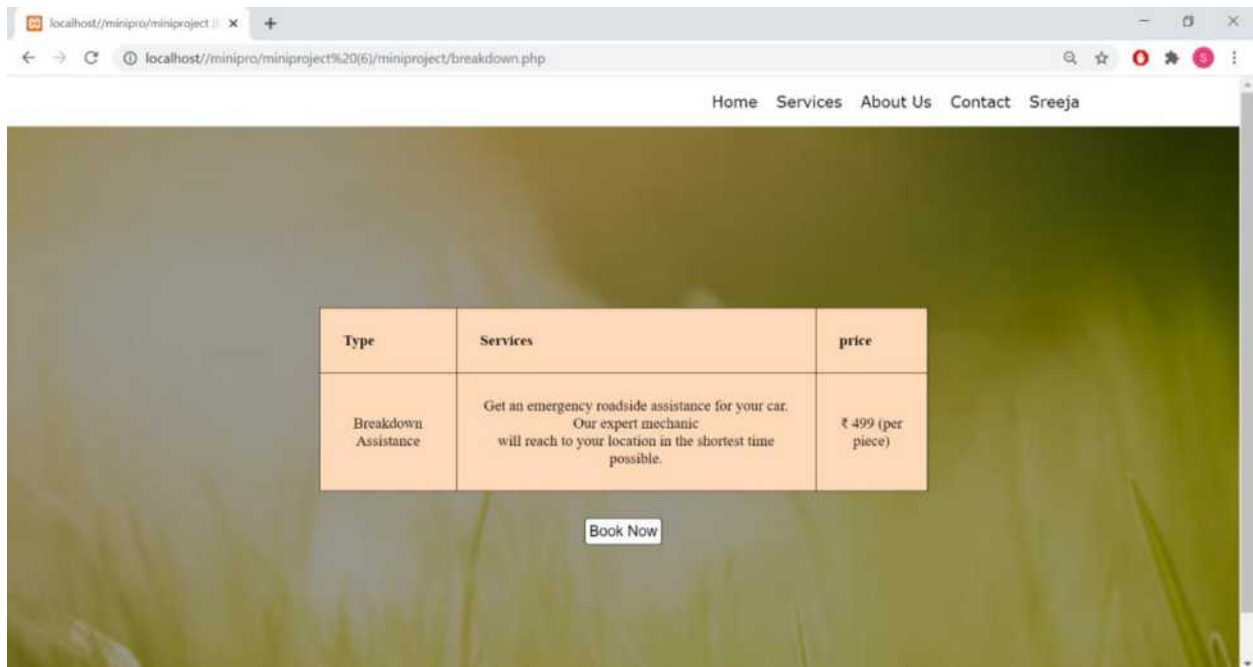 localhost//minipro/miniproject
localhost//minipro/miniproject%20(6)/miniproject/breakdown.php
S
Home Services About Us Contact Sreeja
Type Services price
Breakdown
Assistance
Get an emergency roadside assistance for your car.
Our expert mechanic
will reach to your location in the shortest time
possible.
₹ 499 (per
piece)
Book Now